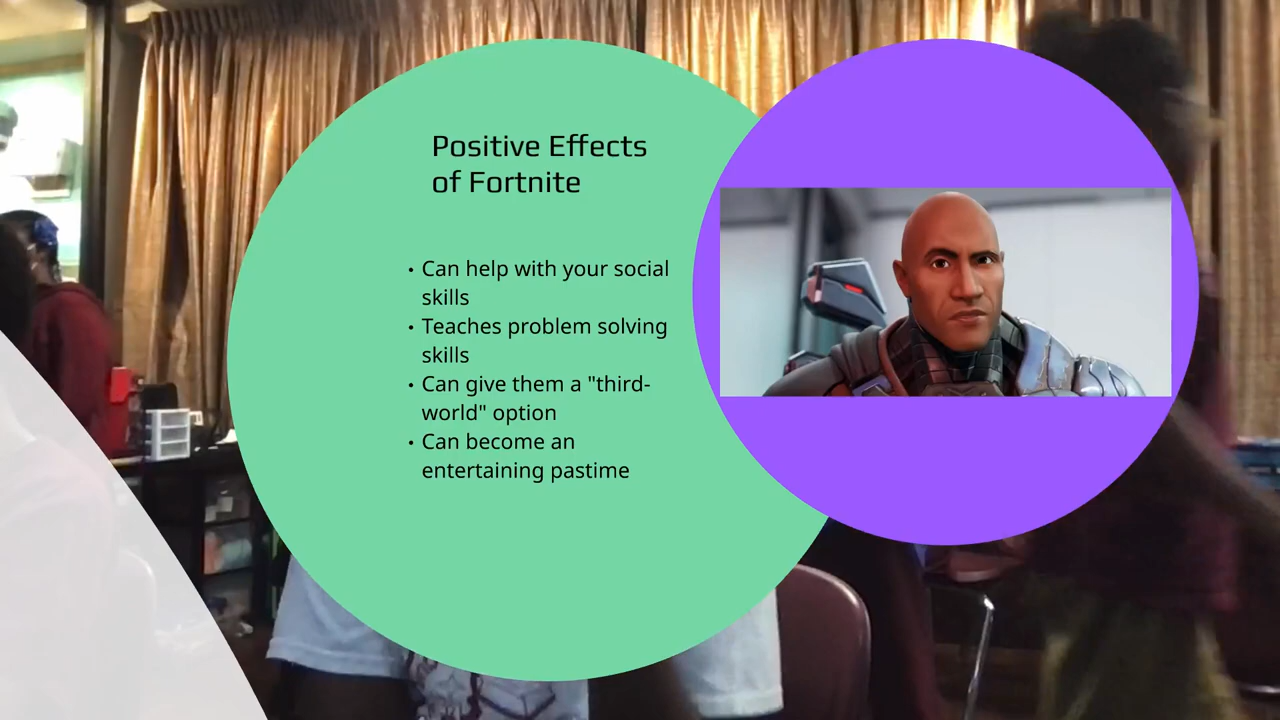 Positive Effects
of Fortnite
• Can help with your social
skills
• Teaches problem solving
skills
• Can give them a "third-
world" option
• Can become an
entertaining pastime